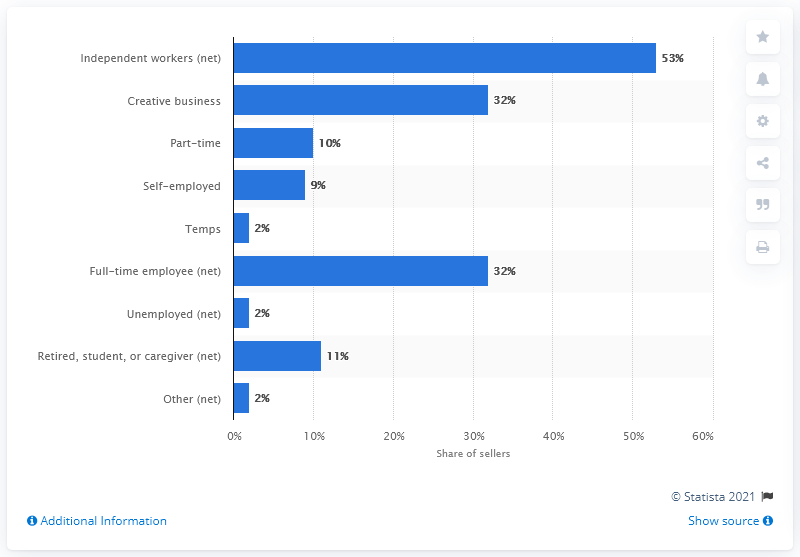 Independent workers (net) 53%
Creative business 32%
Part-time 10%
Self-employed 9%
Temps 2%
Full-time employee (net) 32%
Unemployed (net) 2%
Retired, student, or caregiver (net) 11%
Other (net) 2%
0% 10% 20% 30% 40% 50% 60%
Share of sellers
© Statista 2021
Additional Information Show source